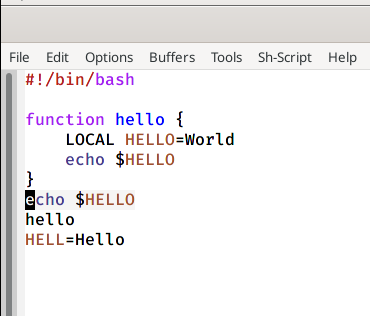 File Edit Options Buffers Tools Sh-Script Help
#!/bin/bash
function hello {
    LOCAL HELLO=World
    echo $HELLO
}
echo $HELLO
hello
HELL=Hello